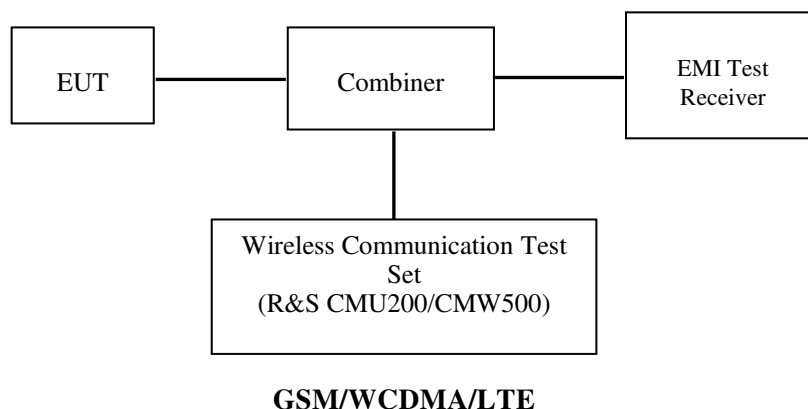 EUT
Combiner
EMI Test
Receiver
Wireless Communication Test
Set
(R&S CMU200/CMW500)
GSM/WCDMA/LTE